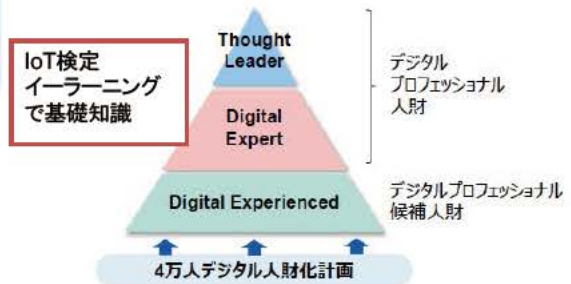 IoT検定
イーラーニング
で基礎知識
Thought
Leader
Digital
Expert
Digital Experienced
デジタル
プロフェッショナル
人財
デジタルプロフェッショナル
候補人財
4万人デジタル人財化計画